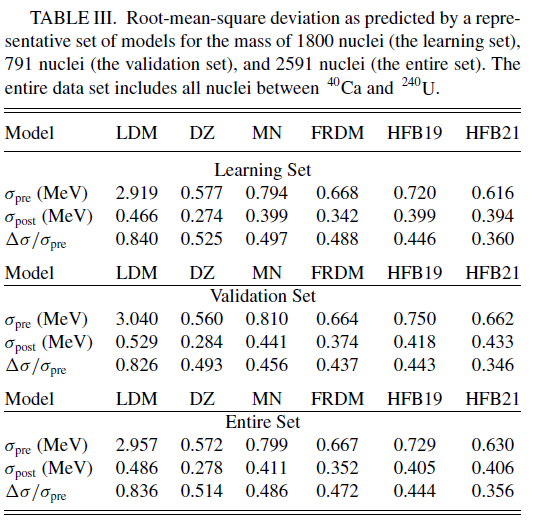 TABLE III. Root-mean-square deviation as predicted by a repre-
sentative set of models for the mass of 1800 nuclei (the learning set),
791 nuclei (the validation set), and 2591 nuclei (the entire set). The
entire data set includes all nuclei between ⁴⁰Ca and ²⁴⁰U.
Model LDM DZ MN FRDM HFB19 HFB21
Learning Set
σpre (MeV) 2.919 0.577 0.794 0.668 0.720 0.616
σpost (MeV) 0.466 0.274 0.399 0.342 0.399 0.394
Δσ/σpre 0.840 0.525 0.497 0.488 0.446 0.360
Model LDM DZ MN FRDM HFB19 HFB21
Validation Set
σpre (MeV) 3.040 0.560 0.810 0.664 0.750 0.662
σpost (MeV) 0.529 0.284 0.441 0.374 0.418 0.433
Δσ/σpre 0.826 0.493 0.456 0.437 0.443 0.346
Model LDM DZ MN FRDM HFB19 HFB21
Entire Set
σpre (MeV) 2.957 0.572 0.799 0.667 0.729 0.630
σpost (MeV) 0.486 0.278 0.411 0.352 0.405 0.406
Δσ/σpre 0.836 0.514 0.486 0.472 0.444 0.356